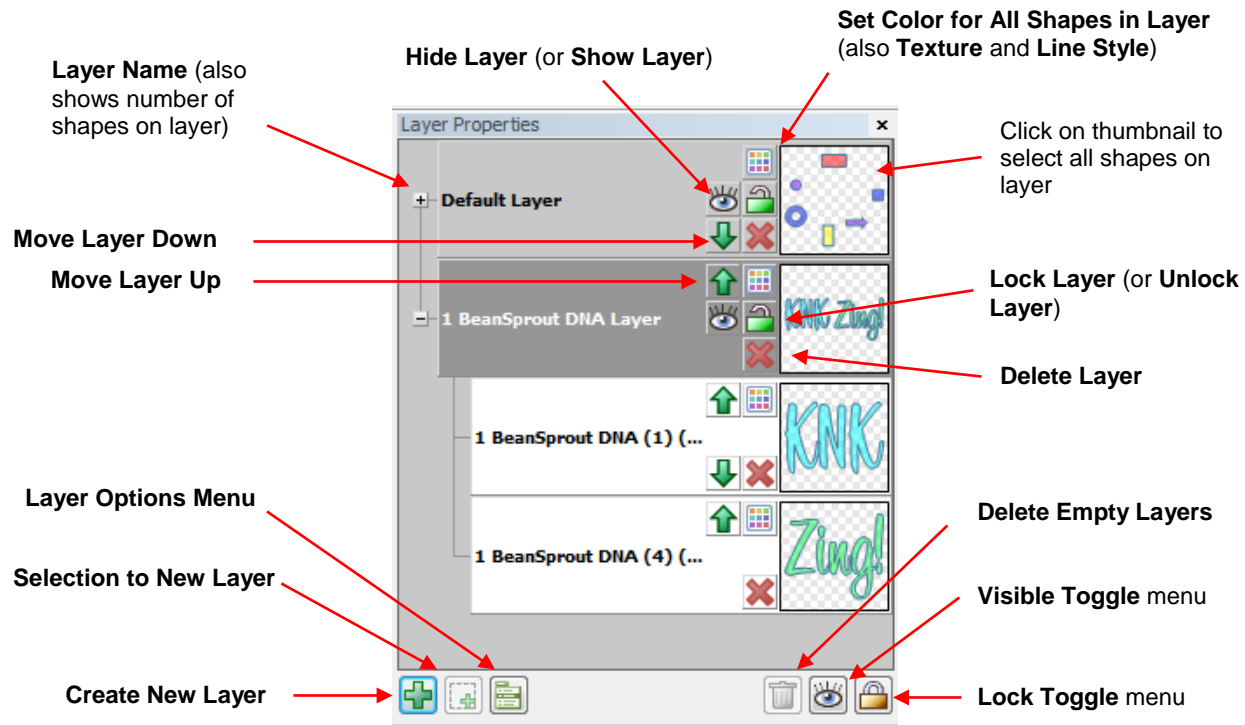 Set Color for All Shapes in Layer
(also Texture and Line Style)
Hide Layer (or Show Layer)
Layer Name (also
shows number of
shapes on layer)
Layer Properties
x
Click on thumbnail to
select all shapes on
layer
+
Default Layer
Move Layer Down
Move Layer Up
Lock Layer (or Unlock
Layer)
1 BeanSprout DNA Layer
KNK Zing!
Delete Layer
1 BeanSprout DNA (1) (...
KNK
Layer Options Menu
Delete Empty Layers
1 BeanSprout DNA (4) (...
Zing!
Selection to New Layer
Visible Toggle menu
Create New Layer
Lock Toggle menu